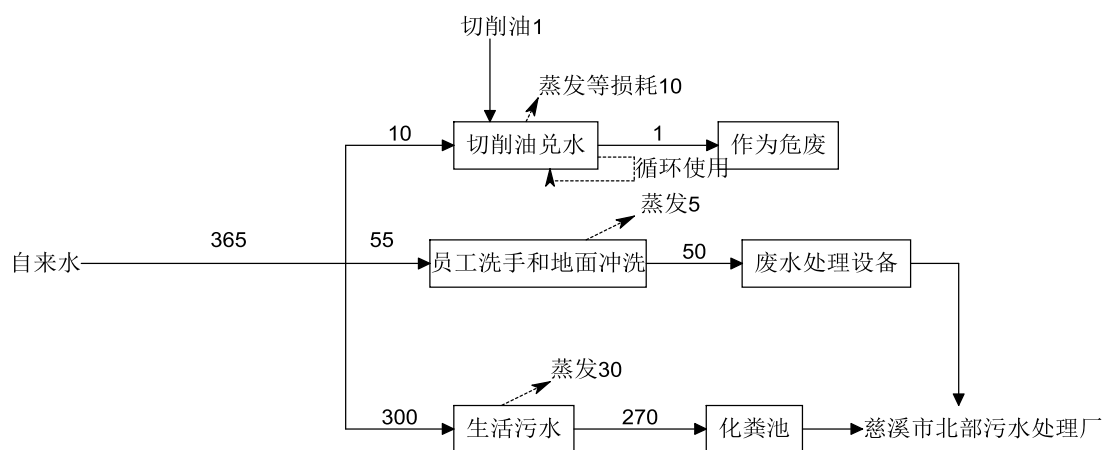 切削油1
蒸发等损耗10
10
切削油兑水
1
作为危废
循环使用
蒸发5
自来水
365
55
员工洗手和地面冲洗
50
废水处理设备
蒸发30
300
生活污水
270
化粪池
慈溪市北部污水处理厂